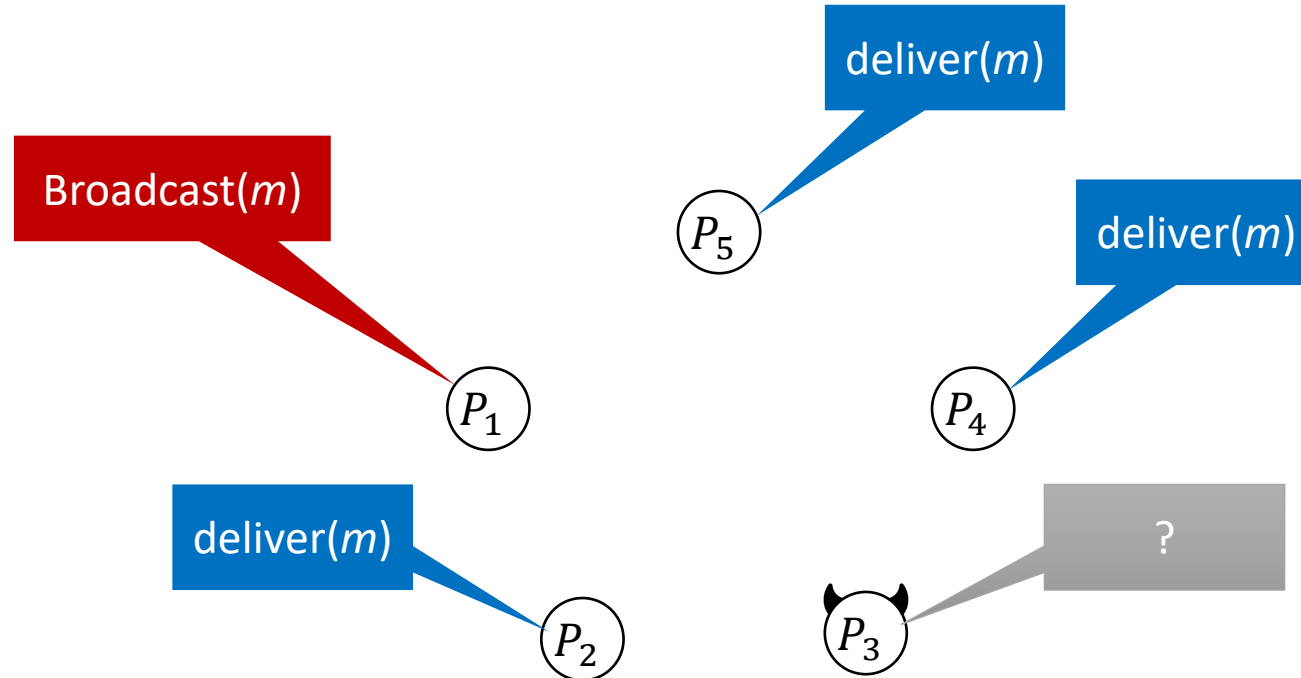 deliver(m)
Broadcast(m)
P₅
deliver(m)
P₁
P₄
deliver(m)
?
P₂
P₃